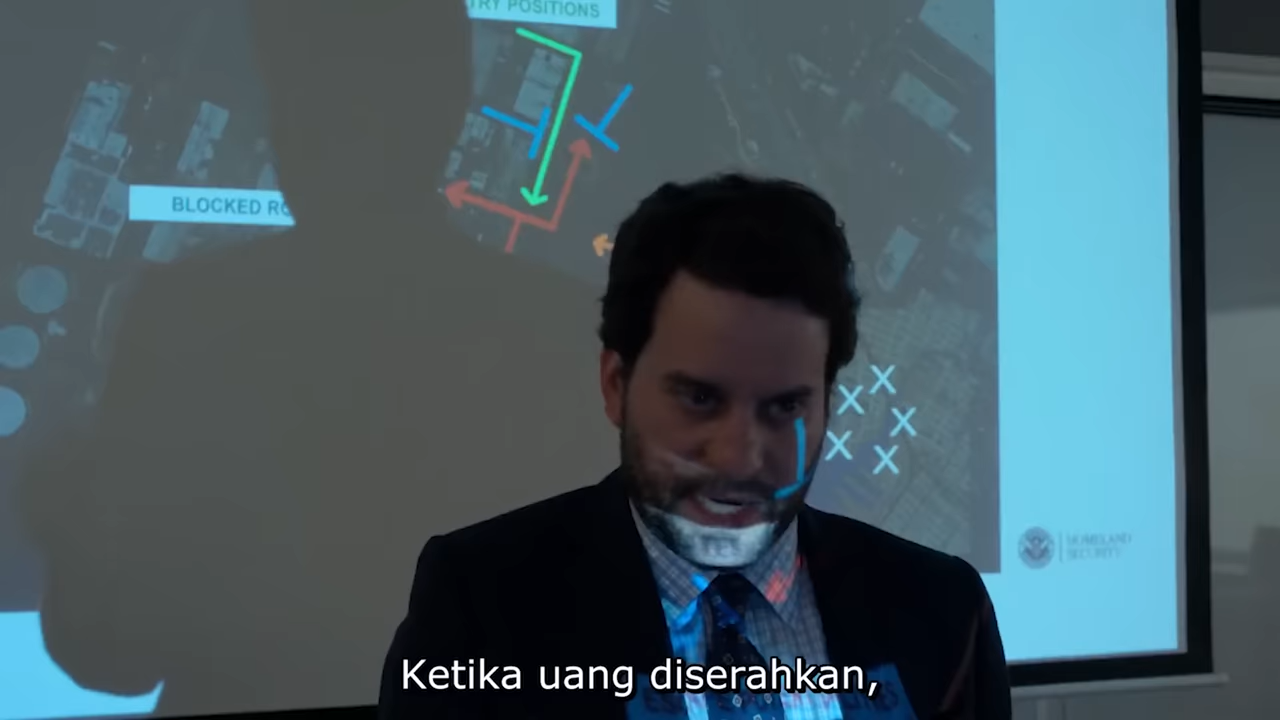 TRY POSITIONS
BLOCKED RO
X
X
X
X
X
HOMELAND
SECURITY
Ketika uang diserahkan,